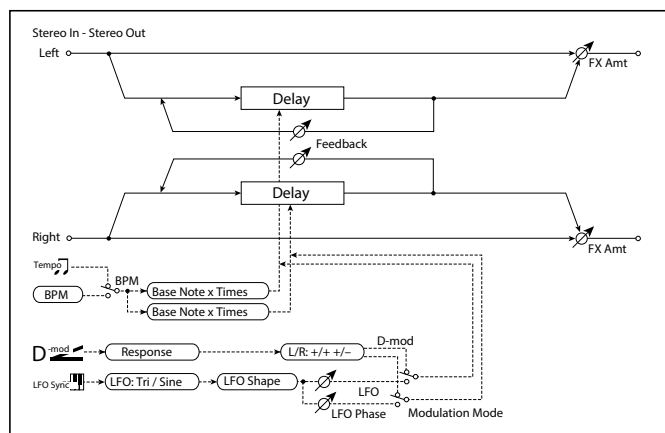 Stereo In - Stereo Out
Left
FX Amt
Delay
Feedback
Delay
Right
FX Amt
Tempo
BPM
BPM
Base Note x Times
Base Note x Times
D-mod
D-mod
Response
L/R: +/+ +/–
LFO Sync
LFO: Tri / Sine
LFO Shape
LFO
LFO Phase
Modulation Mode